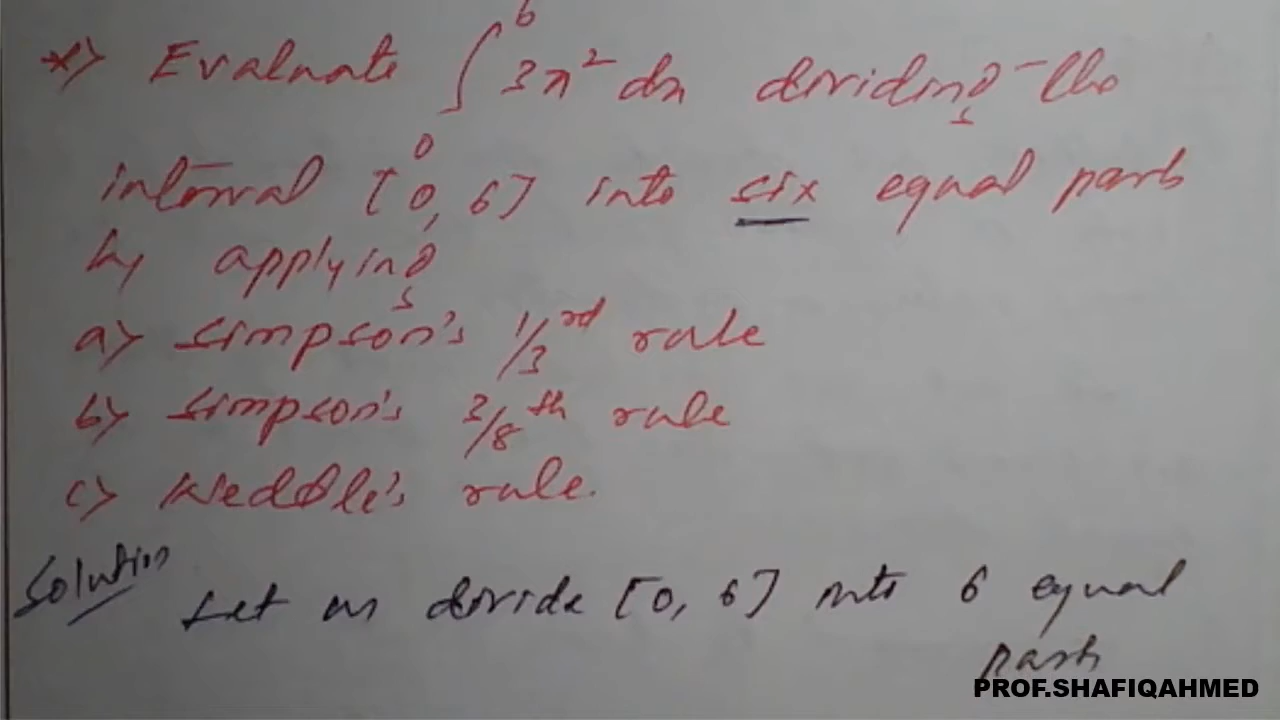 *) Evaluate ∫₀⁶ 3x² dx dividing the
interval [0, 6] into six equal parts
by applying
a) Simpson's 1/3rd rule
b) Simpson's 3/8th rule
c) Weddle's rule.
Solution Let us divide [0, 6] into 6 equal
parts
PROF.SHAFIQAHMED